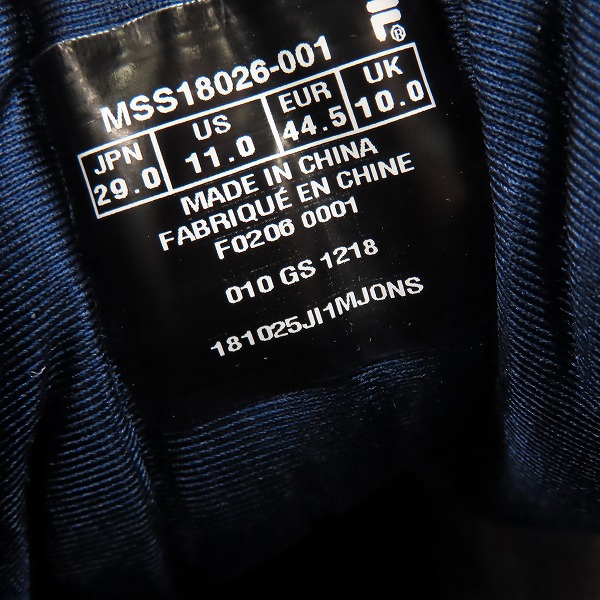 F®
MSS18026-001
JPN US EUR UK
29.0 11.0 44.5 10.0
MADE IN CHINA
FABRIQUÉ EN CHINE
F0206 0001
010 GS 1218
181025JI1MJONS